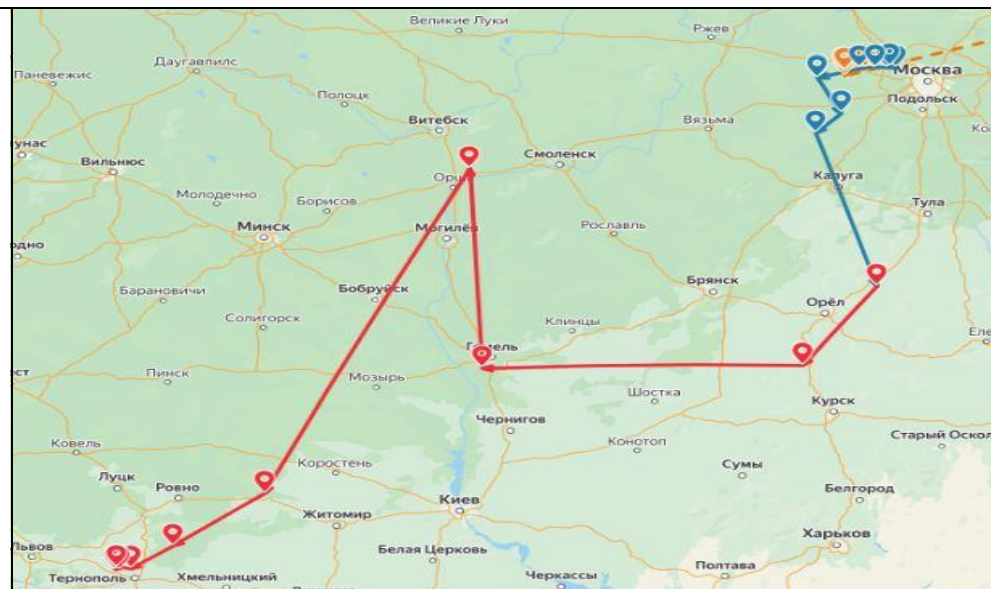 Великие Луки
Ржев
Даугавпилс
Паневежис
Москва
Полоцк
Подольск
Витебск
Вязьма
Вильнюс
Смоленск
Молодечно
Борисов
Калуга
Тула
Минск
Могилёв
Рославль
Барановичи
Бобруйск
Брянск
Орёл
Солигорск
Клинцы
Пинск
Мозырь
Шостка
Курск
Чернигов
Ковель
Конотоп
Старый Оскол
Луцк
Ровно
Коростень
Сумы
Белгород
Киев
Житомир
Харьков
Львов
Белая Церковь
Тернополь
Хмельницкий
Черкассы
Полтава